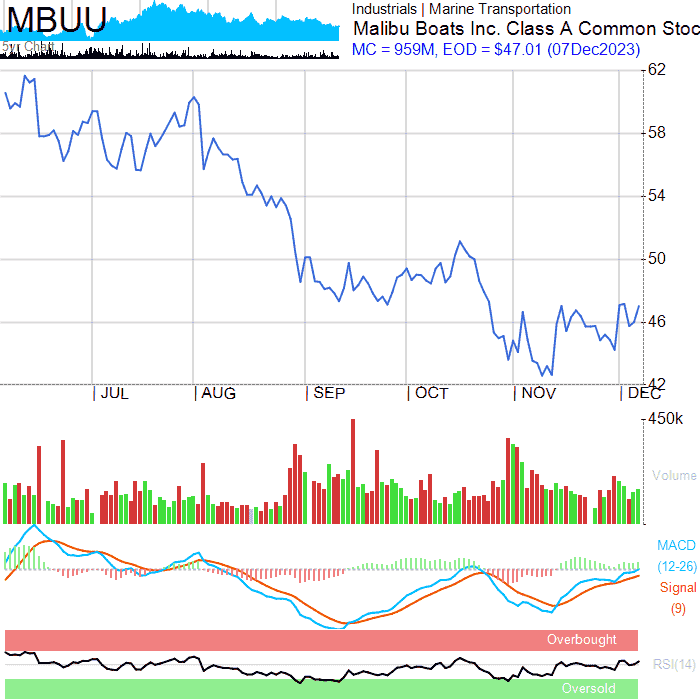 MBUU
5yr Chart
Industrials | Marine Transportation
Malibu Boats Inc. Class A Common Stoc
MC = 959M, EOD = $47.01 (07Dec2023)
62
58
54
50
46
42
JUL AUG SEP OCT NOV DEC
450k
Volume
MACD
(12-26)
Signal
(9)
Overbought
RSI(14)
Oversold